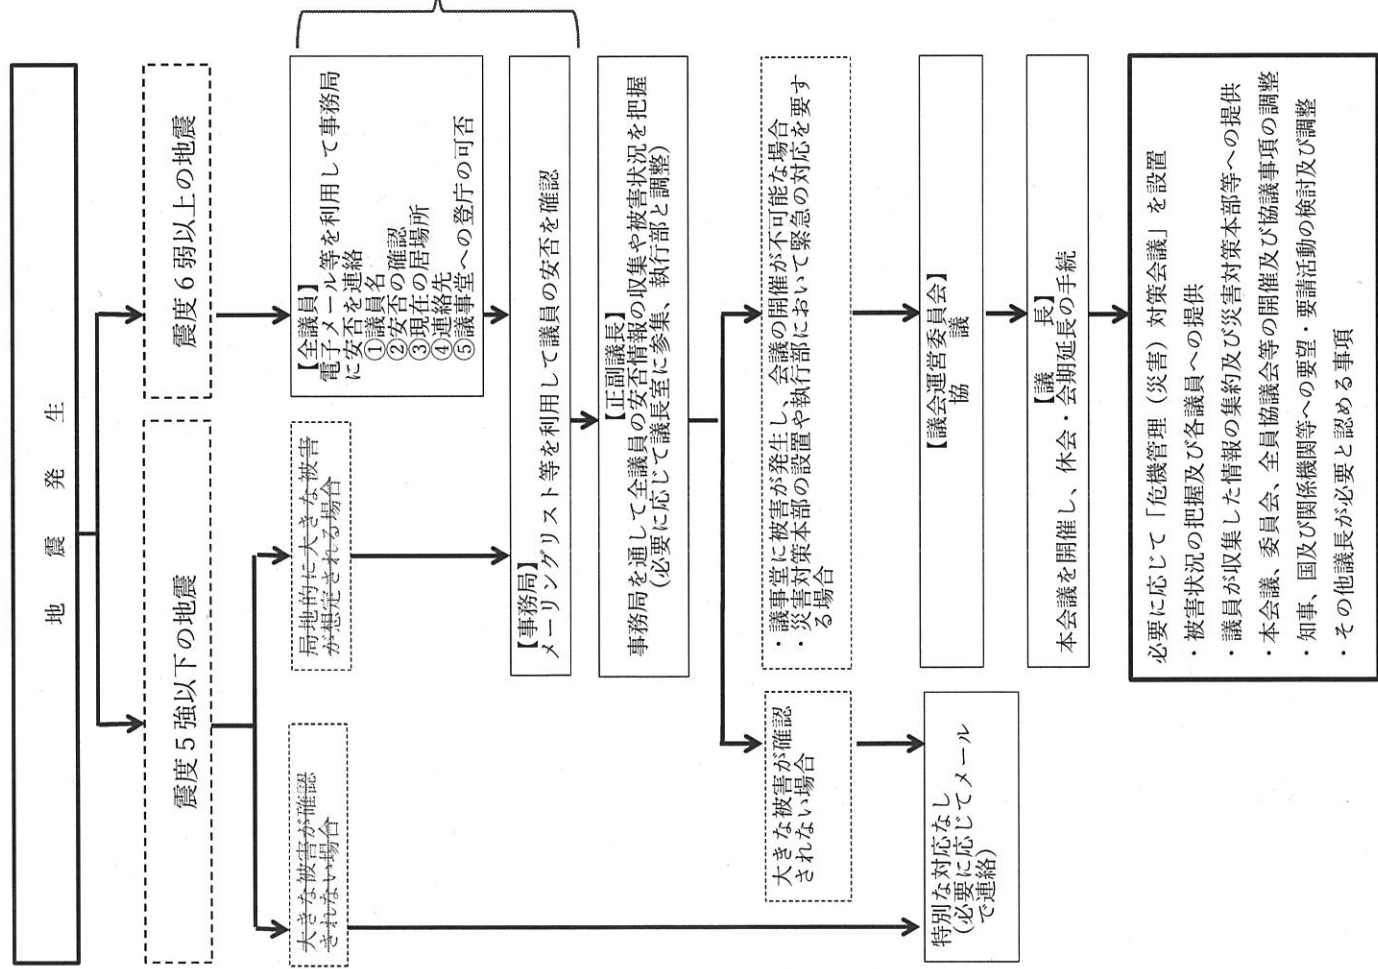 地震発生
震度５強以下の地震
震度６弱以上の地震
大きな被害が確認
されない場合
局地的に大きな被害
が想定される場合
【全議員】
電子メール等を利用して事務局
に安否を連絡
①議員名
②安否の確認
③現在の居場所
④連絡先
⑤議事堂への登庁の可否
【事務局】
メーリングリスト等を利用して議員の安否を確認
【正副議長】
事務局を通して全議員の安否情報の収集や被害状況を把握
(必要に応じて議長室に参集、執行部と調整)
大きな被害が確認
されない場合
・議事堂に被害が発生し、会議の開催が不可能な場合
・災害対策本部の設置や執行部において緊急の対応を要す
る場合
特別な対応なし
(必要に応じてメール
で連絡)
【議会運営委員会】
協議
【議長】
本会議を開催し、休会・会期延長の手続
必要に応じて「危機管理（災害）対策会議」を設置
・被害状況の把握及び各議員への提供
・議員が収集した情報の集約及び災害対策本部等への提供
・本会議、委員会、全員協議会等の開催及び協議事項の調整
・知事、国及び関係機関等への要望・要請活動の検討及び調整
・その他議長が必要と認める事項